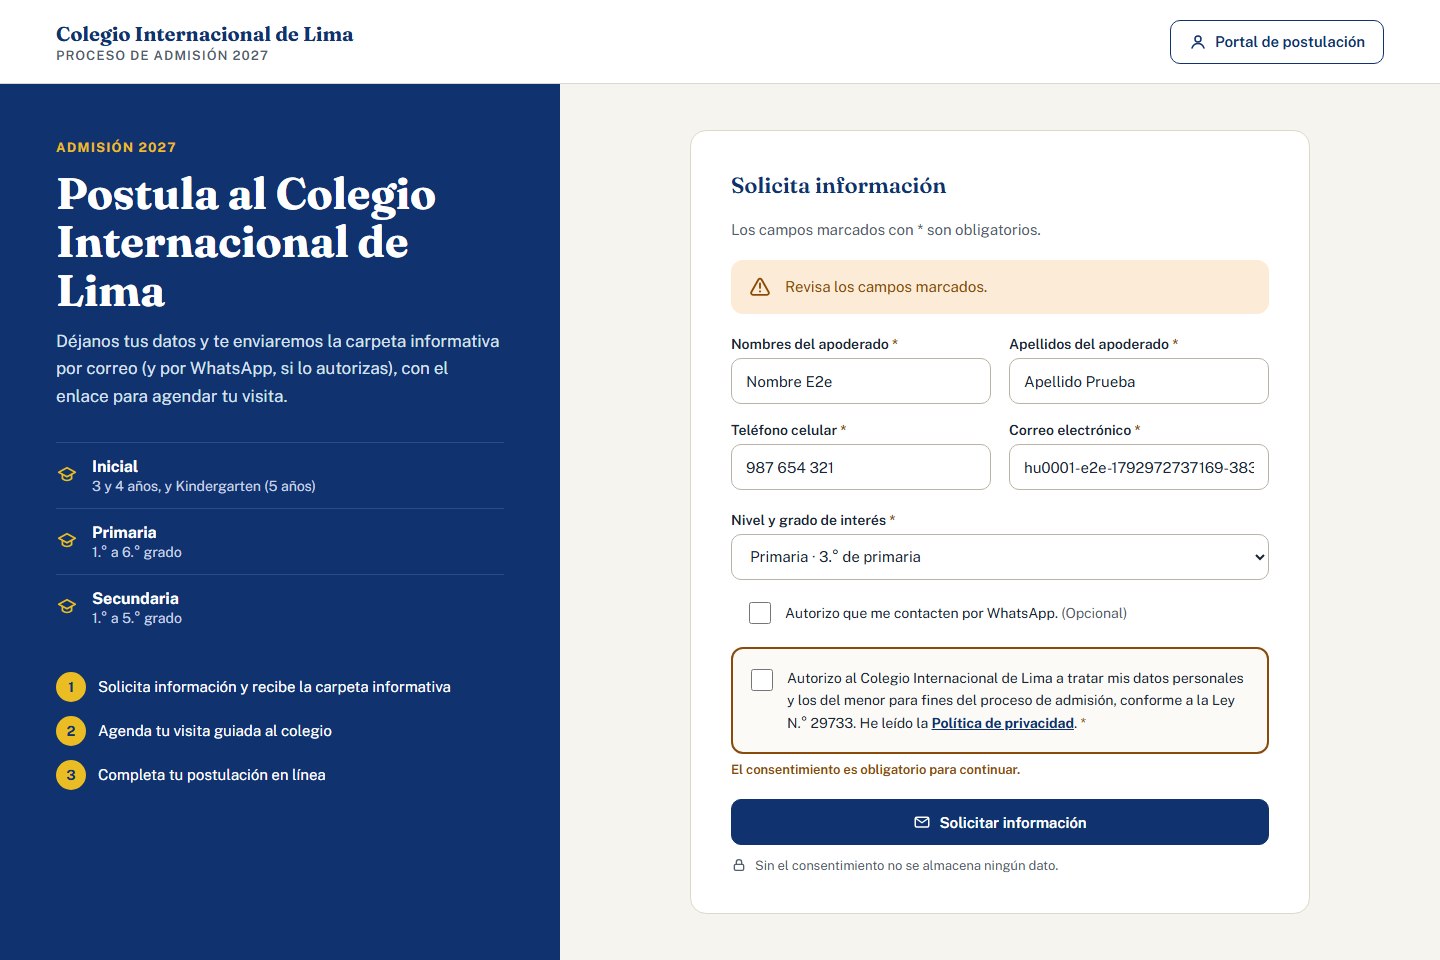 Colegio Internacional de Lima
PROCESO DE ADMISIÓN 2027
Portal de postulación
ADMISIÓN 2027
Postula al Colegio
Internacional de
Lima
Déjanos tus datos y te enviaremos la carpeta informativa
por correo (y por WhatsApp, si lo autorizas), con el
enlace para agendar tu visita.
Inicial
3 y 4 años, y Kindergarten (5 años)
Primaria
1.° a 6.° grado
Secundaria
1.° a 5.° grado
1 Solicita información y recibe la carpeta informativa
2 Agenda tu visita guiada al colegio
3 Completa tu postulación en línea
Solicita información
Los campos marcados con * son obligatorios.
Revisa los campos marcados.
Nombres del apoderado *
Nombre E2e
Apellidos del apoderado *
Apellido Prueba
Teléfono celular *
987 654 321
Correo electrónico *
hu0001-e2e-1792972737169-383
Nivel y grado de interés *
Primaria · 3.° de primaria
Autorizo que me contacten por WhatsApp. (Opcional)
Autorizo al Colegio Internacional de Lima a tratar mis datos personales
y los del menor para fines del proceso de admisión, conforme a la Ley
N.° 29733. He leído la Política de privacidad. *
El consentimiento es obligatorio para continuar.
Solicitar información
Sin el consentimiento no se almacena ningún dato.